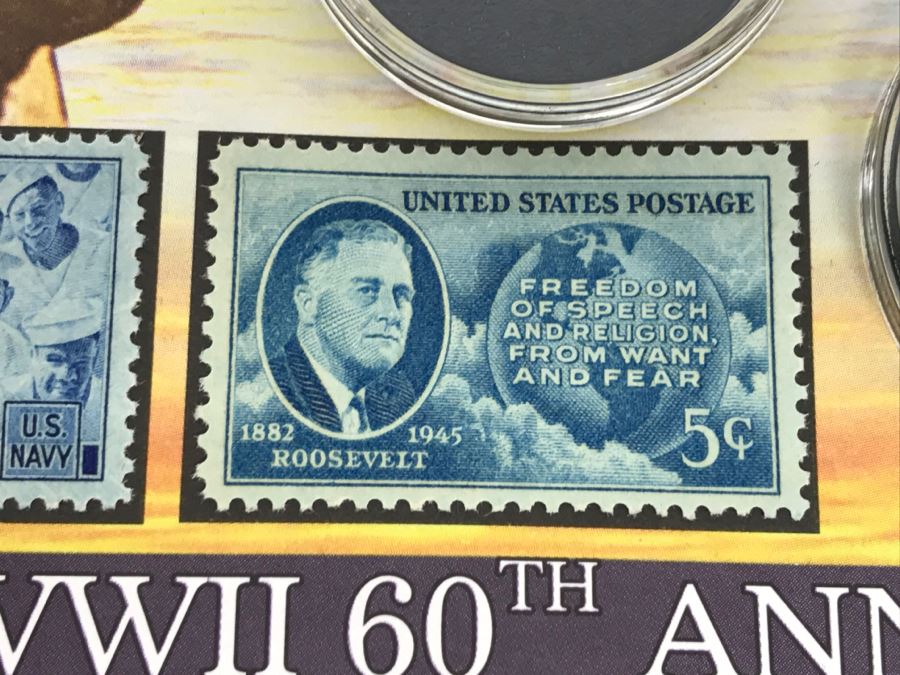 UNITED STATES POSTAGE
FREEDOM
OF SPEECH
AND RELIGION,
FROM WANT
AND FEAR
1882 1945
ROOSEVELT
5¢
U.S.
NAVY
WWII 60TH ANN